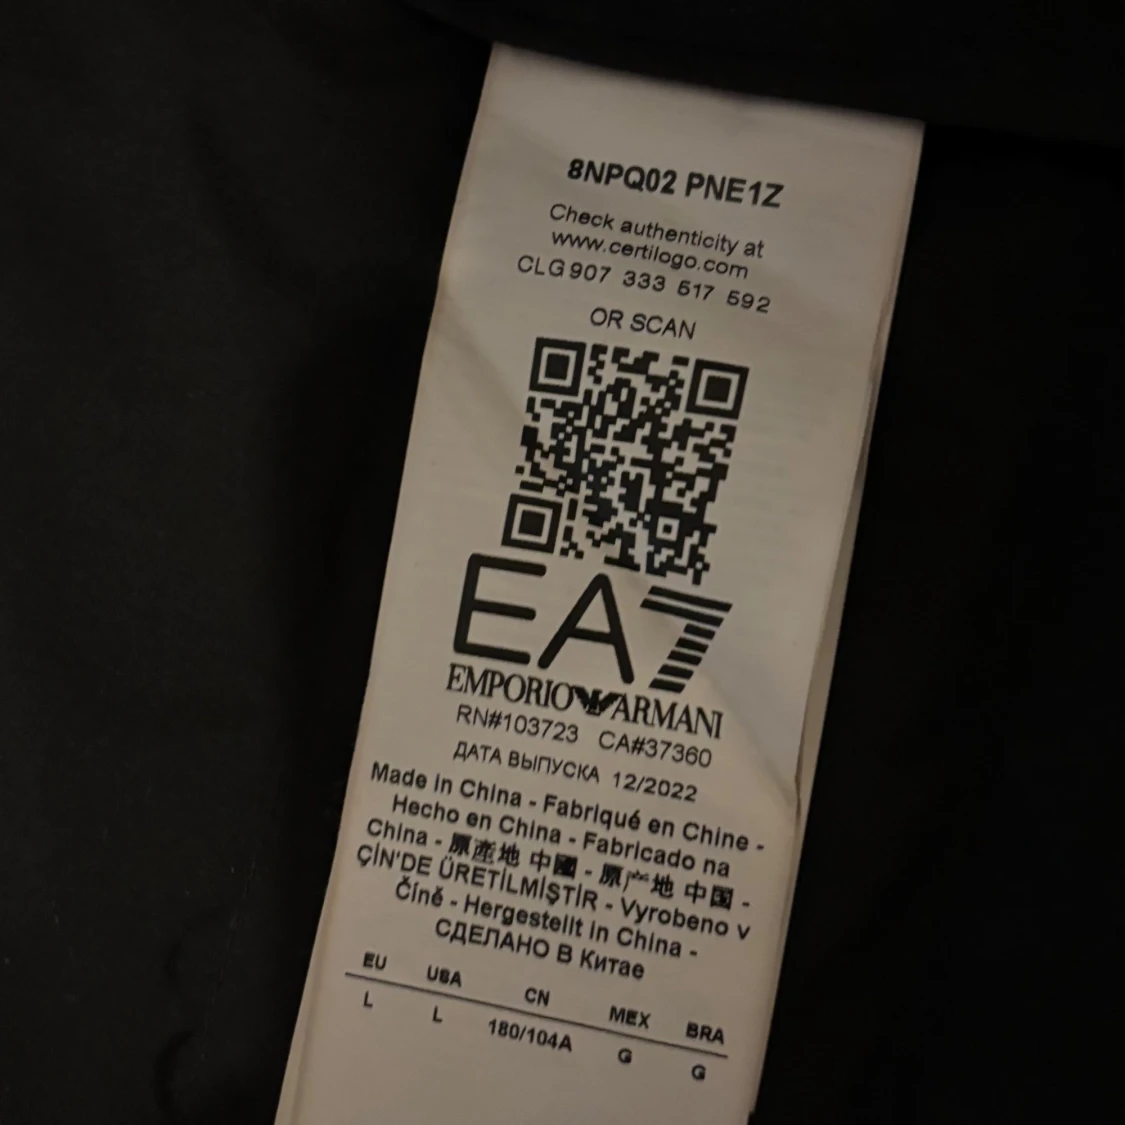 8NPQ02 PNE1Z
Check authenticity at
www.certilogo.com
CLG 907 333 517 592
OR SCAN
EA7
EMPORIO ARMANI
RN#103723 CA#37360
ДАТА ВЫПУСКА 12/2022
Made in China - Fabriqué en Chine -
Hecho en China - Fabricado na
China - 原產地 中國 - 原产地 中国 -
ÇİN'DE ÜRETİLMİŞTİR - Vyrobeno v
Číně - Hergestellt in China -
СДЕЛАНО В Китае
EU USA CN MEX BRA
L L 180/104A G G